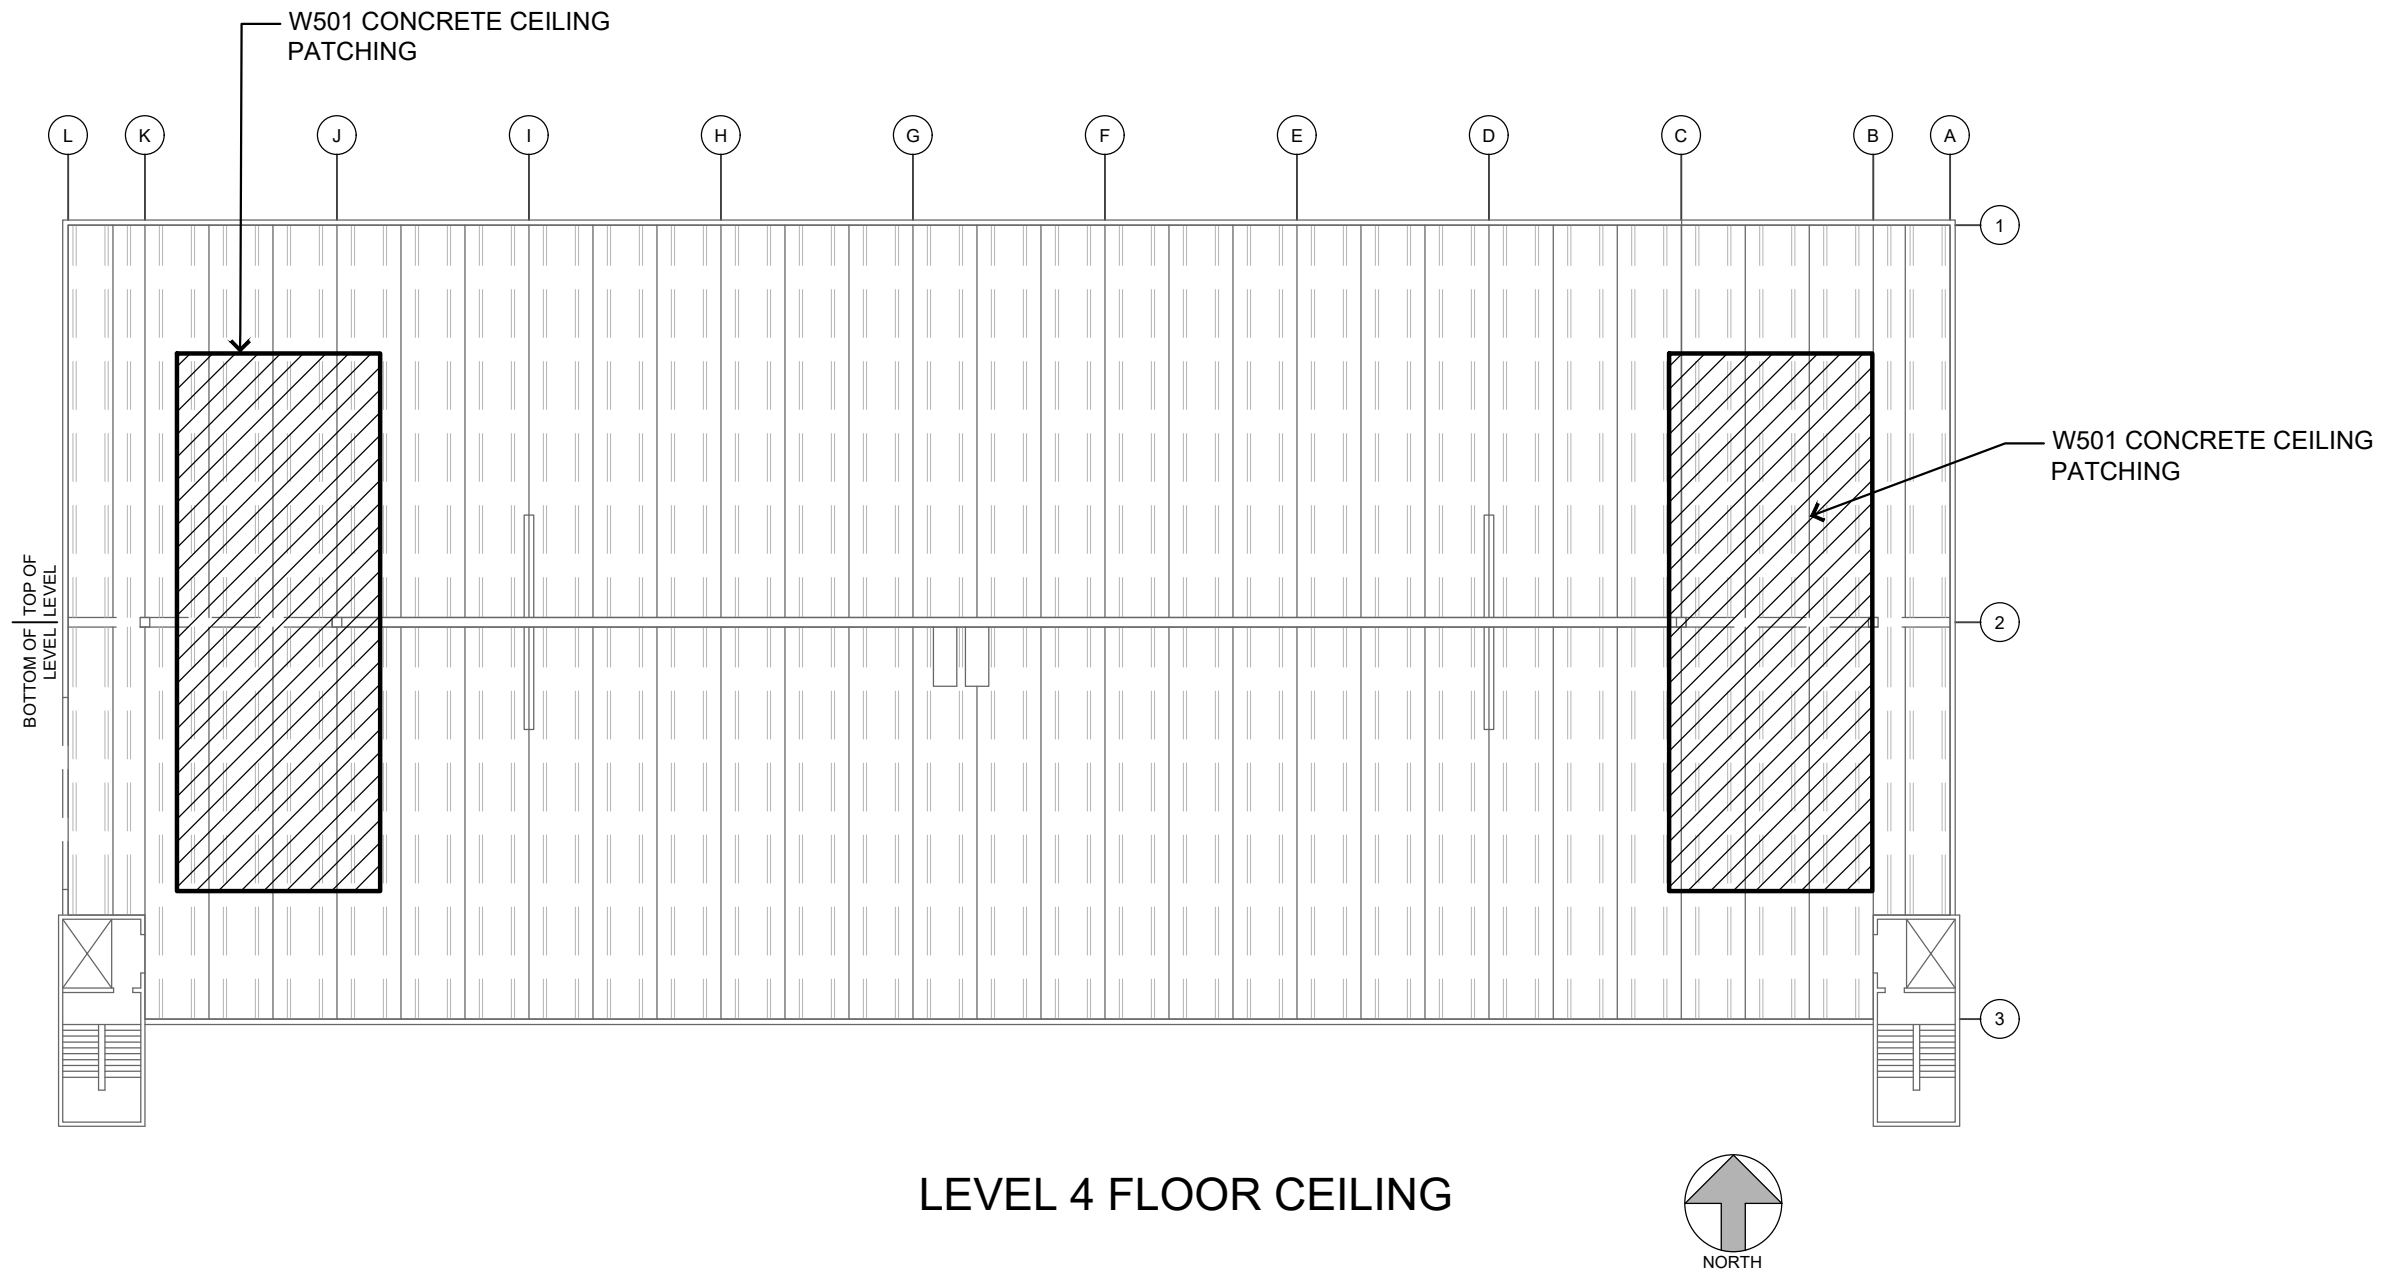 W501 CONCRETE CEILING
PATCHING
L K J I H G F E D C B A
1
W501 CONCRETE CEILING
PATCHING
BOTTOM OF TOP OF
LEVEL LEVEL
2
3
LEVEL 4 FLOOR CEILING
NORTH